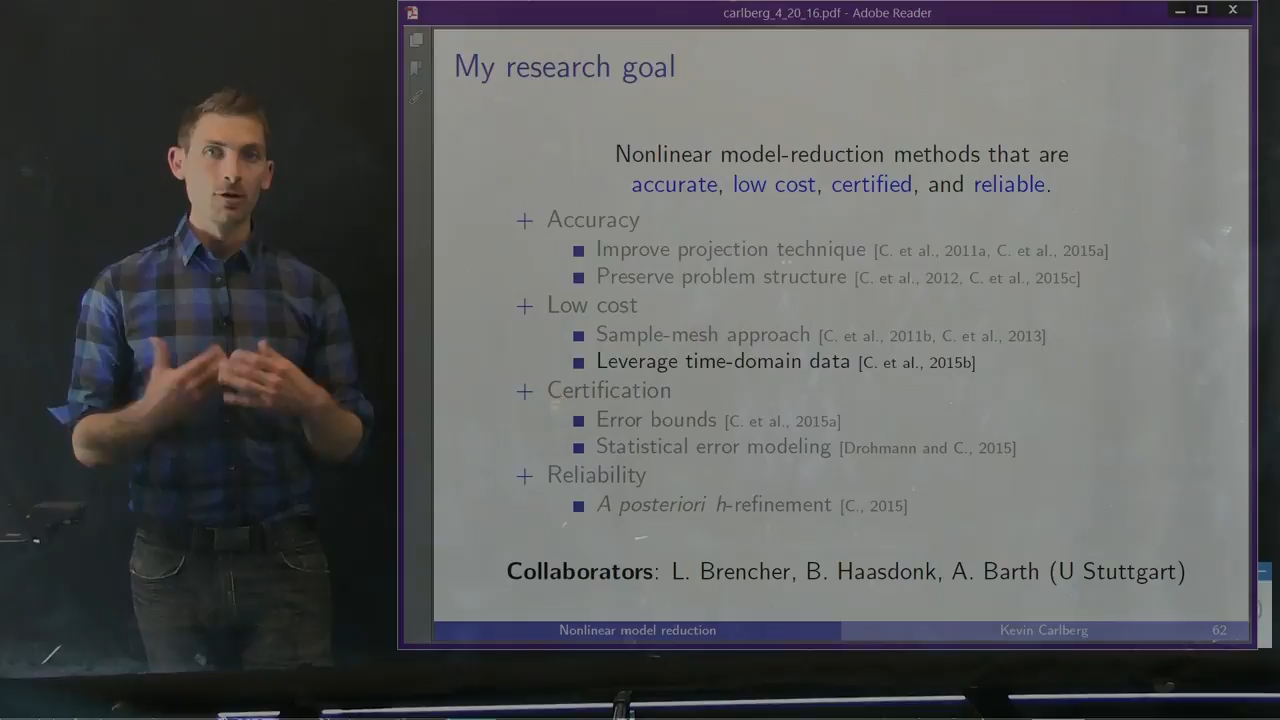 carlberg_4_20_16.pdf - Adobe Reader
My research goal
Nonlinear model-reduction methods that are
accurate, low cost, certified, and reliable.
+ Accuracy
■ Improve projection technique [C. et al., 2011a, C. et al., 2015a]
■ Preserve problem structure [C. et al., 2012, C. et al., 2015c]
+ Low cost
■ Sample-mesh approach [C. et al., 2011b, C. et al., 2013]
■ Leverage time-domain data [C. et al., 2015b]
+ Certification
■ Error bounds [C. et al., 2015a]
■ Statistical error modeling [Drohmann and C., 2015]
+ Reliability
■ A posteriori h-refinement [C., 2015]
Collaborators: L. Brencher, B. Haasdonk, A. Barth (U Stuttgart)
Nonlinear model reduction Kevin Carlberg 62